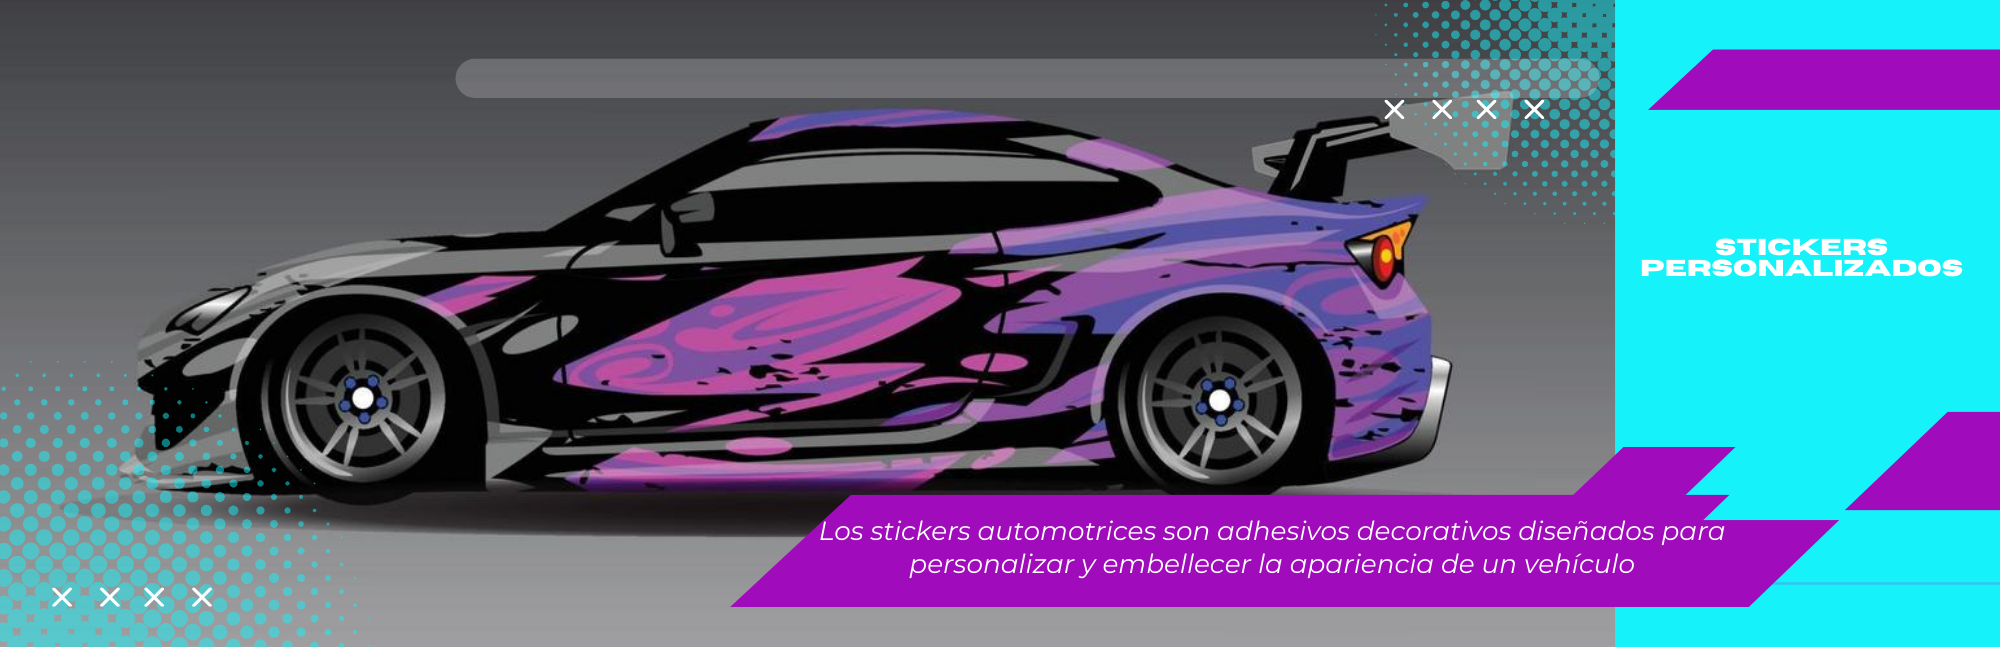 STICKERS
PERSONALIZADOS
Los stickers automotrices son adhesivos decorativos diseñados para
personalizar y embellecer la apariencia de un vehículo